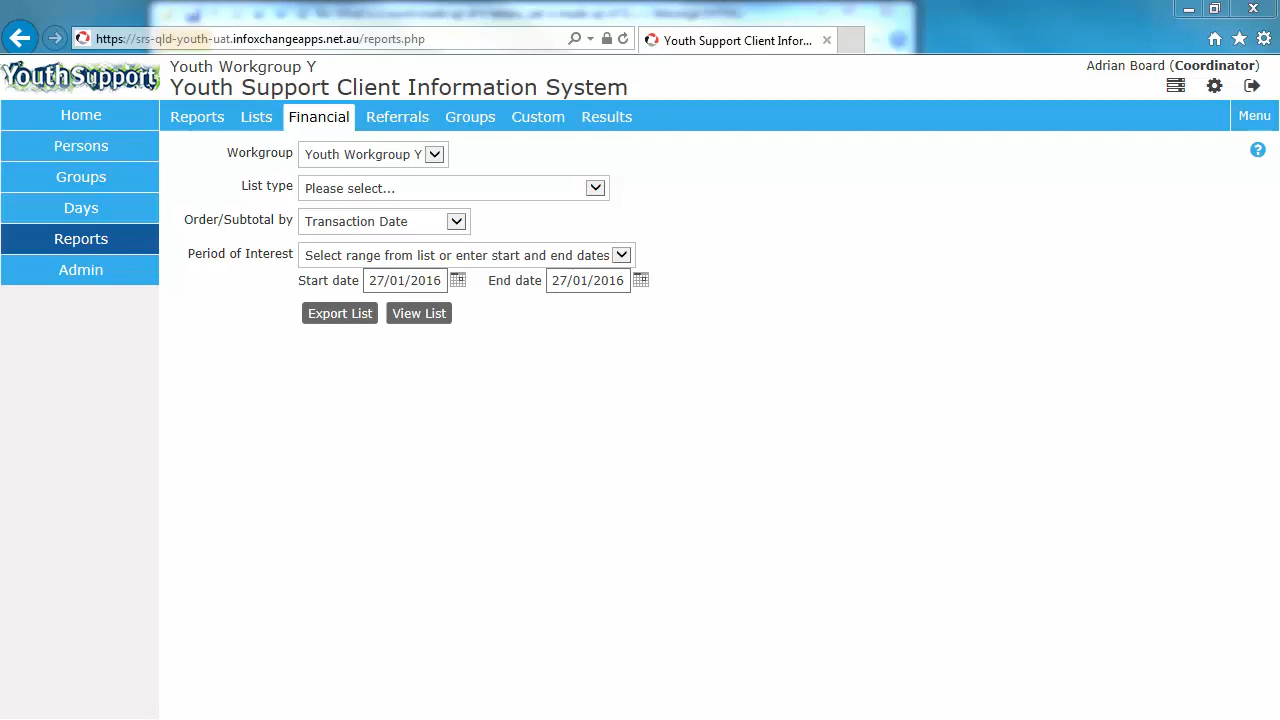 https://srs-qld-youth-uat.infoxchangeapps.net.au/reports.php
Youth Support Client Infor...
YouthSupport
Youth Workgroup Y
Youth Support Client Information System
Adrian Board (Coordinator)
Home
Persons
Groups
Days
Reports
Admin
Reports Lists Financial Referrals Groups Custom Results
Menu
Workgroup Youth Workgroup Y
List type Please select...
Order/Subtotal by Transaction Date
Period of Interest Select range from list or enter start and end dates
Start date 27/01/2016 End date 27/01/2016
Export List View List